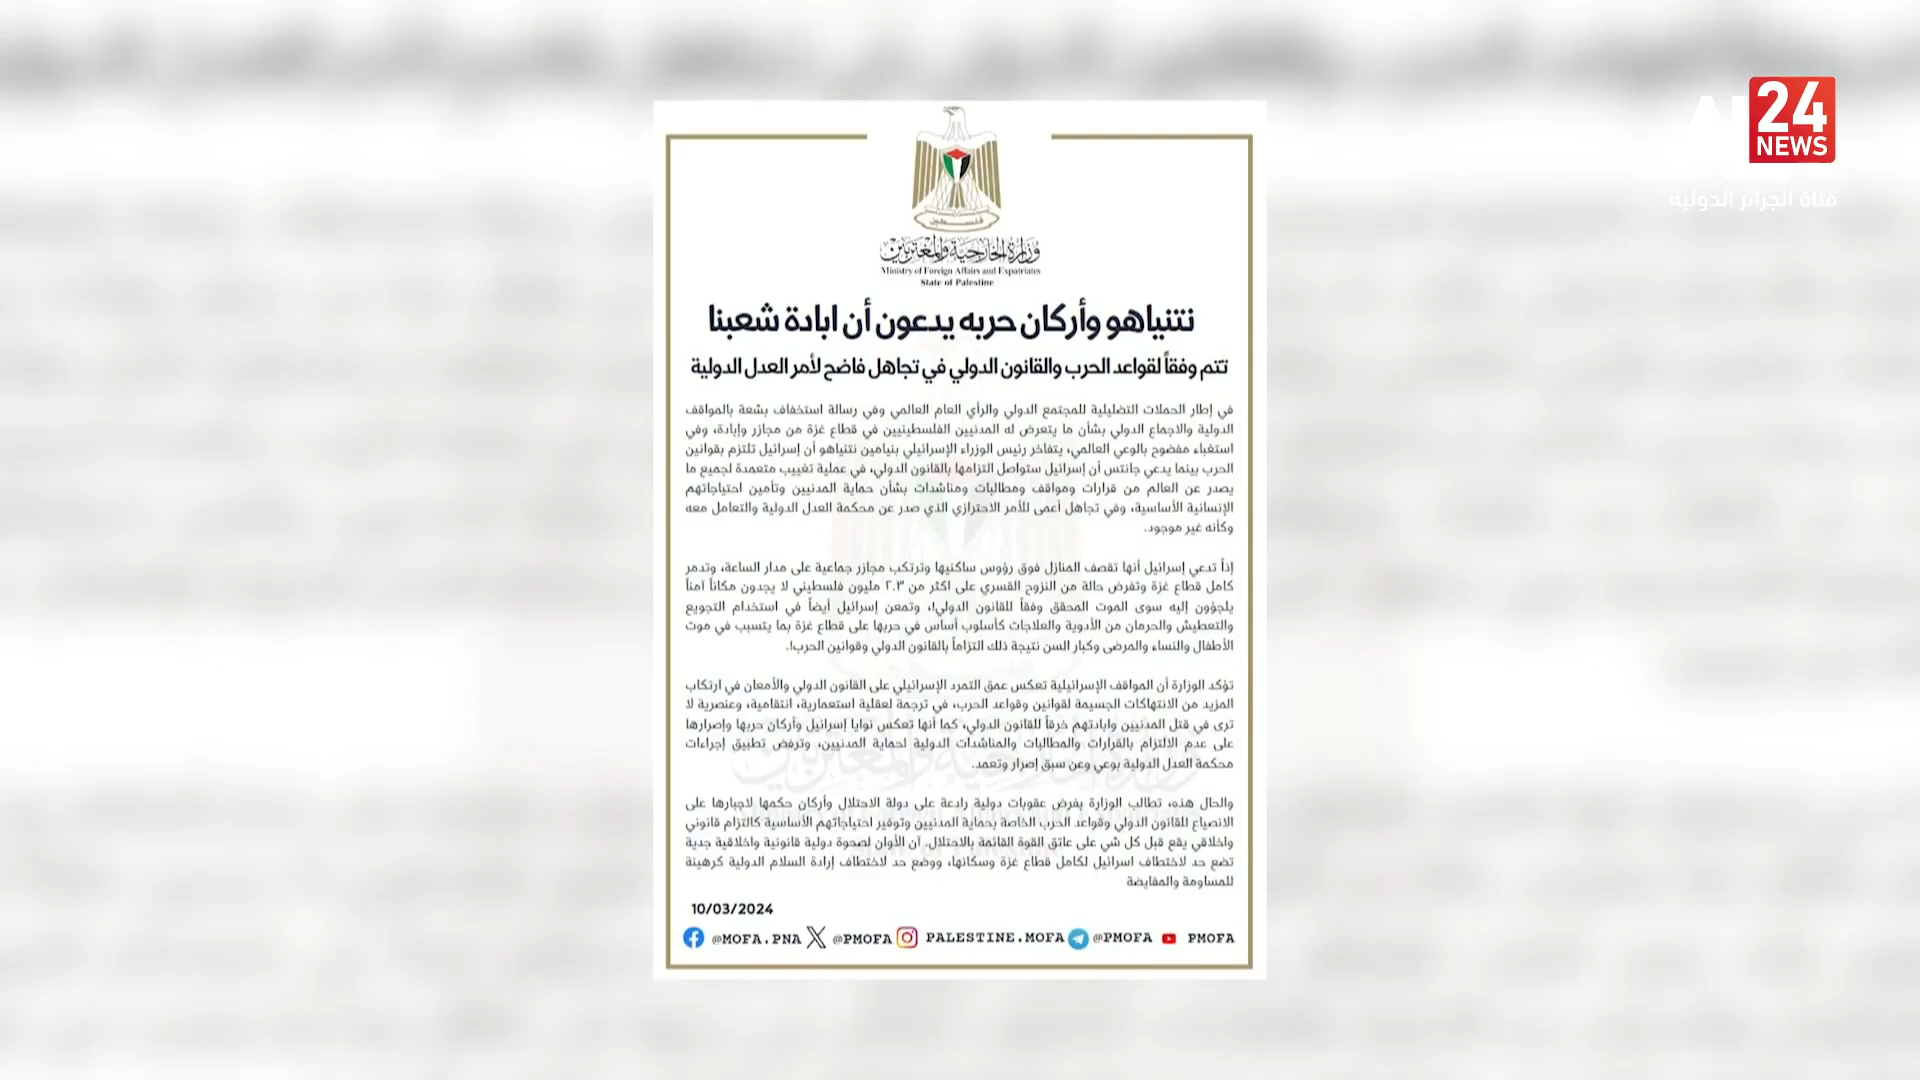 24
NEWS
قناة الجزائر الدولية
فلسطين
وزارة الخارجية والمغتربين
Ministry of Foreign Affairs and Expatriates
State of Palestine
نتنياهو وأركان حربه يدعون أن ابادة شعبنا
تتم وفقاً لقواعد الحرب والقانون الدولي في تجاهل فاضح لأمر العدل الدولية
في إطار الحملات التضليلية للمجتمع الدولي والرأي العام العالمي وفي رسالة استخفاف بشعة بالمواقف
الدولية والاجماع الدولي بشأن ما يتعرض له المدنيين الفلسطينيين في قطاع غزة من مجازر وإبادة، وفي
استغباء مفضوح بالوعي العالمي، يتفاخر رئيس الوزراء الإسرائيلي بنيامين نتنياهو أن إسرائيل تلتزم بقوانين
الحرب بينما يدعي جانتس أن إسرائيل ستواصل التزامها بالقانون الدولي، في عملية تغييب متعمدة لجميع ما
يصدر عن العالم من قرارات ومواقف ومطالبات ومناشدات بشأن حماية المدنيين وتأمين احتياجاتهم
الإنسانية الأساسية، وفي تجاهل أعمى للأمر الاحترازي الذي صدر عن محكمة العدل الدولية والتعامل معه
وكأنه غير موجود.
إذاً تدعي إسرائيل أنها تقصف المنازل فوق رؤوس ساكنيها وترتكب مجازر جماعية على مدار الساعة، وتدمر
كامل قطاع غزة وتفرض حالة من النزوح القسري على اكثر من ٢.٣ مليون فلسطيني لا يجدون مكاناً آمناً
يلجؤون إليه سوى الموت المحقق وفقاً للقانون الدولي!، وتمعن إسرائيل أيضاً في استخدام التجويع
والتعطيش والحرمان من الأدوية والعلاجات كأسلوب أساس في حربها على قطاع غزة بما يتسبب في موت
الأطفال والنساء والمرضى وكبار السن نتيجة ذلك التزاماً بالقانون الدولي وقوانين الحرب!.
تؤكد الوزارة أن المواقف الإسرائيلية تعكس عمق التمرد الإسرائيلي على القانون الدولي والأمعان في ارتكاب
المزيد من الانتهاكات الجسيمة لقوانين وقواعد الحرب، في ترجمة لعقلية استعمارية، انتقامية، وعنصرية لا
ترى في قتل المدنيين وابادتهم خرقاً للقانون الدولي، كما أنها تعكس نوايا إسرائيل وأركان حربها وإصرارها
على عدم الالتزام بالقرارات والمطالبات والمناشدات الدولية لحماية المدنيين، وترفض تطبيق إجراءات
محكمة العدل الدولية بوعي وعن سبق إصرار وتعمد.
والحال هذه، تطالب الوزارة بفرض عقوبات دولية رادعة على دولة الاحتلال وأركان حكمها لاجبارها على
الانصياع للقانون الدولي وقواعد الحرب الخاصة بحماية المدنيين وتوفير احتياجاتهم الأساسية كالتزام قانوني
واخلاقي يقع قبل كل شي على عاتق القوة القائمة بالاحتلال. آن الأوان لصحوة دولية قانونية واخلاقية جدية
تضع حد لاختطاف اسرائيل لكامل قطاع غزة وسكانها، ووضع حد لاختطاف إرادة السلام الدولية كرهينة
للمساومة والمقايضة
10/03/2024
@MOFA.PNA @PMOFA PALESTINE.MOFA @PMOFA PMOFA